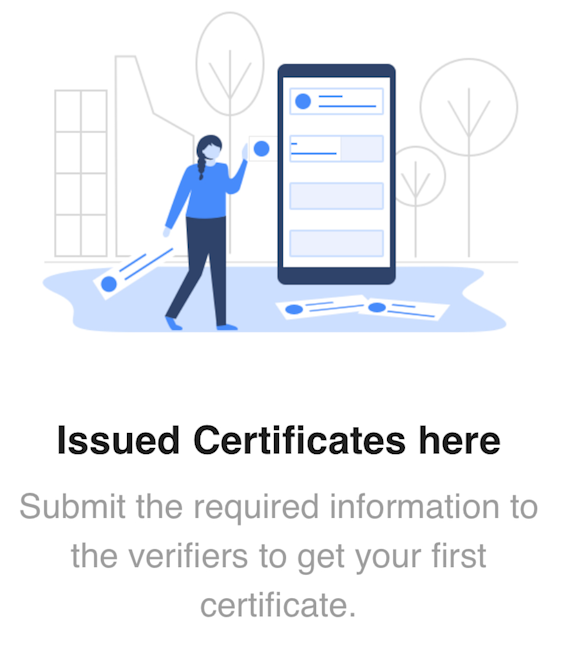 Issued Certificates here
Submit the required information to
the verifiers to get your first
certificate.